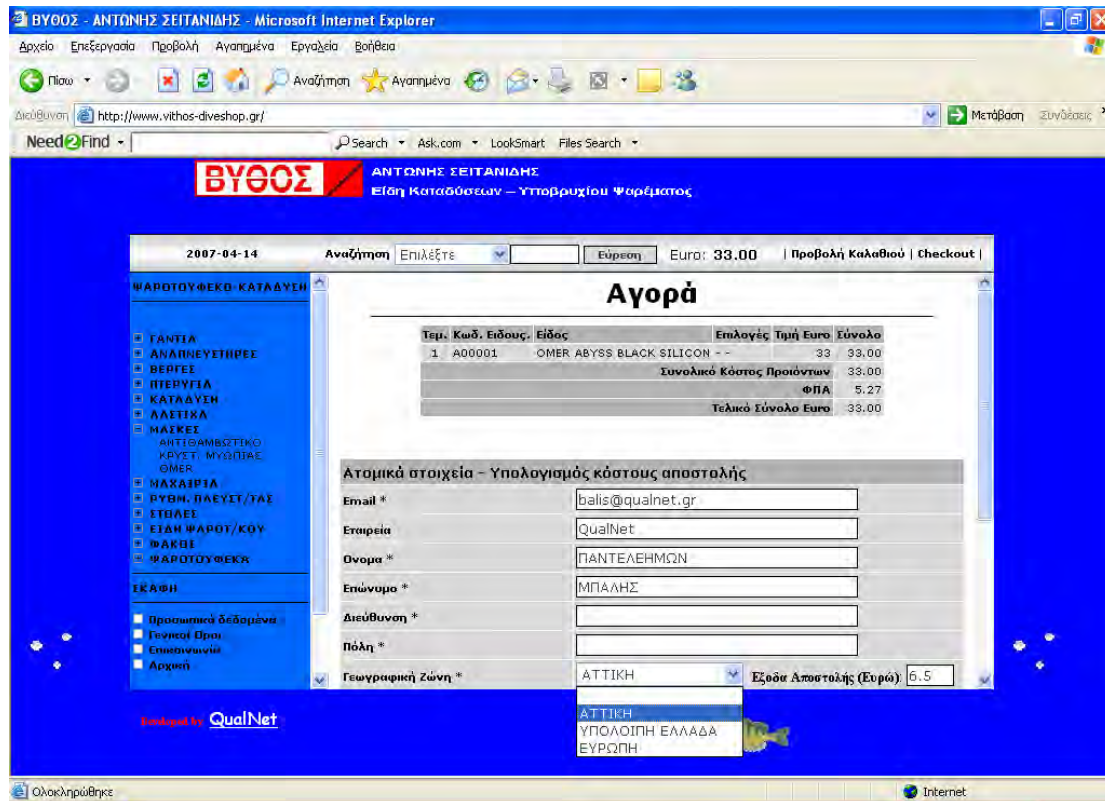 ΒΥΘΟΣ - ΑΝΤΩΝΗΣ ΣΕΙΤΑΝΙΔΗΣ - Microsoft Internet Explorer
Αρχείο Επεξεργασία Προβολή Αγαπημένα Εργαλεία Βοήθεια
Πίσω Αναζήτηση Αγαπημένα
Διεύθυνση http://www.vithos-diveshop.gr/ Μετάβαση Συνδέσεις »
Need2Find Search Ask.com LookSmart Files Search
ΒΥΘΟΣ
ΑΝΤΩΝΗΣ ΣΕΙΤΑΝΙΔΗΣ
Είδη Καταδύσεων – Υποβρυχίου Ψαρέματος
2007-04-14 Αναζήτηση Επιλέξτε Εύρεση Euro: 33.00 | Προβολή Καλαθιού | Checkout |
ΨΑΡΟΤΟΥΦΕΚΟ-ΚΑΤΑΔΥΣΗ
ΓΑΝΤΙΑ
ΑΝΑΠΝΕΥΣΤΗΡΕΣ
ΒΕΡΓΕΣ
ΠΤΕΡΥΓΙΑ
ΚΑΤΑΔΥΣΗ
ΛΑΣΤΙΧΑ
ΜΑΣΚΕΣ
ΑΝΤΙΘΑΜΒΩΤΙΚΟ
ΚΡΥΣΤ. ΜΥΩΠΙΑΣ
OMER
ΜΑΧΑΙΡΙΑ
ΡΥΘΜ. ΠΛΕΥΣΤ/ΤΑΣ
ΣΤΟΛΕΣ
ΕΙΔΗ ΨΑΡΟΤ/ΚΟΥ
ΦΑΚΟΙ
ΨΑΡΟΤΟΥΦΕΚΑ
ΣΚΑΦΗ
Προσωπικά δεδομένα
Γενικοί Όροι
Επικοινωνία
Αρχική
Αγορά
Τεμ. Κωδ. Ειδους. Είδος Επιλογές Τιμή Euro Σύνολο
1 A00001 OMER ABYSS BLACK SILICON - - 33 33.00
Συνολικό Κόστος Προιόντων 33.00
ΦΠΑ 5.27
Τελικό Σύνολο Euro 33.00
Ατομικά στοιχεία – Υπολογισμός κόστους αποστολής
Email * balis@qualnet.gr
Εταιρεία QualNet
Ονομα * ΠΑΝΤΕΛΕΗΜΩΝ
Επώνυμο * ΜΠΑΛΗΣ
Διεύθυνση *
Πόλη *
Γεωγραφική Ζώνη * ΑΤΤΙΚΗ Εξοδα Αποστολής (Ευρώ): 6.5
ΑΤΤΙΚΗ
ΥΠΟΛΟΙΠΗ ΕΛΛΑΔΑ
ΕΥΡΩΠΗ
Developed by QualNet
Ολοκληρώθηκε Internet